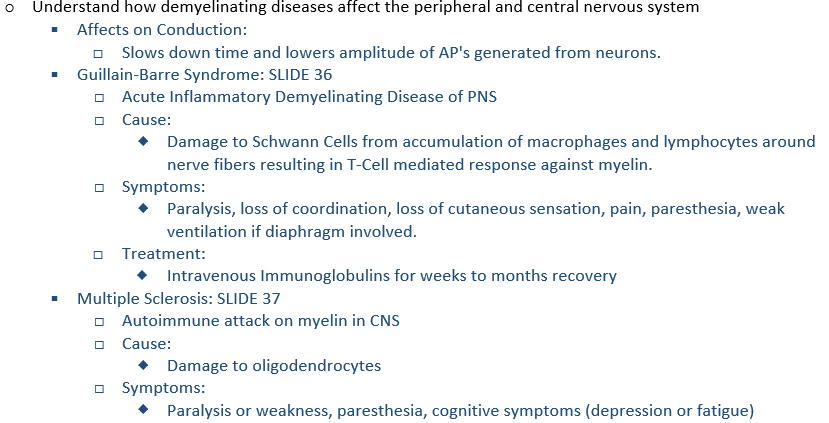 Understand how demyelinating diseases affect the peripheral and central nervous system
Affects on Conduction:
Slows down time and lowers amplitude of AP's generated from neurons.
Guillain-Barre Syndrome: SLIDE 36
Acute Inflammatory Demyelinating Disease of PNS
Cause:
Damage to Schwann Cells from accumulation of macrophages and lymphocytes around
nerve fibers resulting in T-Cell mediated response against myelin.
Symptoms:
Paralysis, loss of coordination, loss of cutaneous sensation, pain, paresthesia, weak
ventilation if diaphragm involved.
Treatment:
Intravenous Immunoglobulins for weeks to months recovery
Multiple Sclerosis: SLIDE 37
Autoimmune attack on myelin in CNS
Cause:
Damage to oligodendrocytes
Symptoms:
Paralysis or weakness, paresthesia, cognitive symptoms (depression or fatigue)